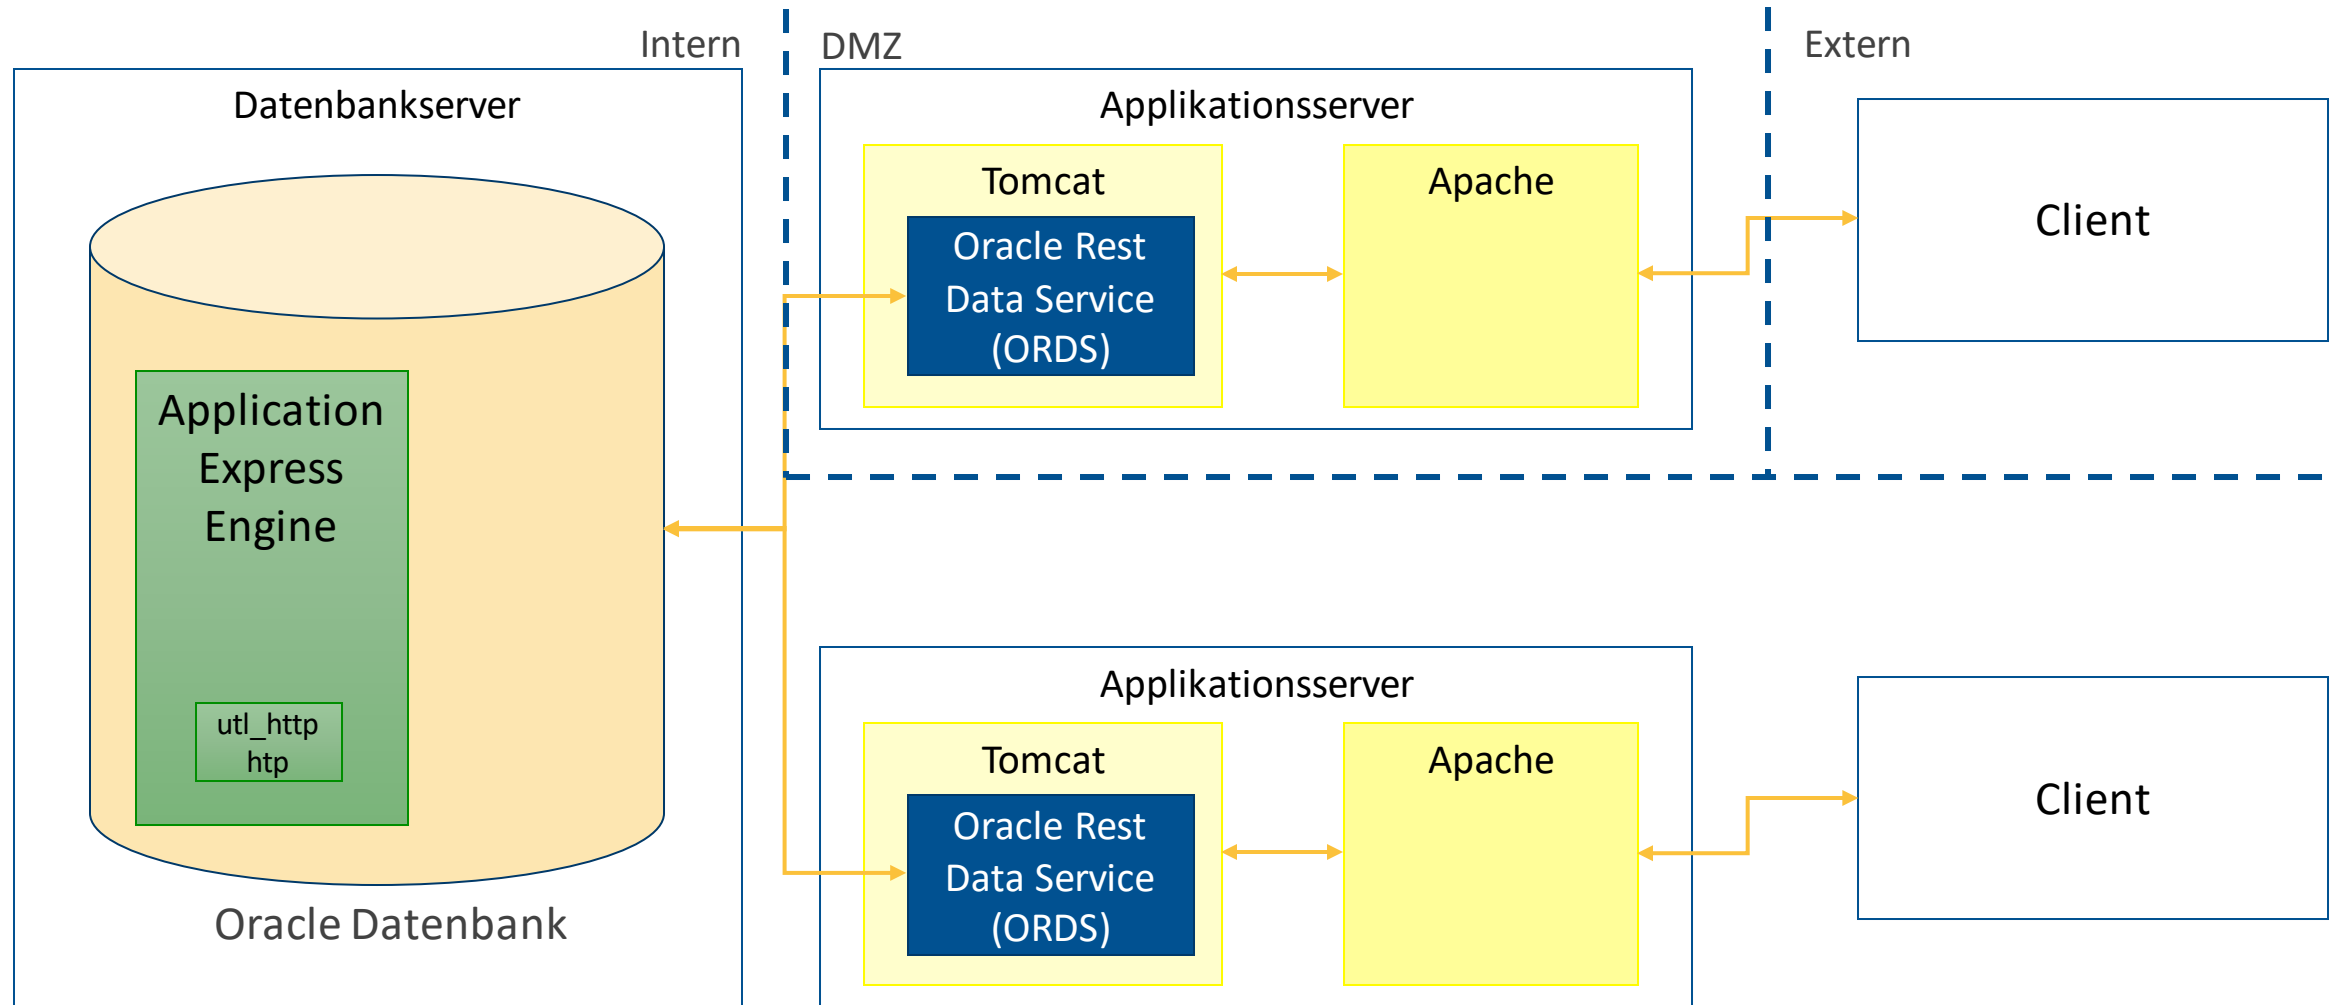 Intern
DMZ
Extern
Datenbankserver
Application
Express
Engine
utl_http
htp
Oracle Datenbank
Applikationsserver
Tomcat
Oracle Rest
Data Service
(ORDS)
Apache
Client
Applikationsserver
Tomcat
Oracle Rest
Data Service
(ORDS)
Apache
Client